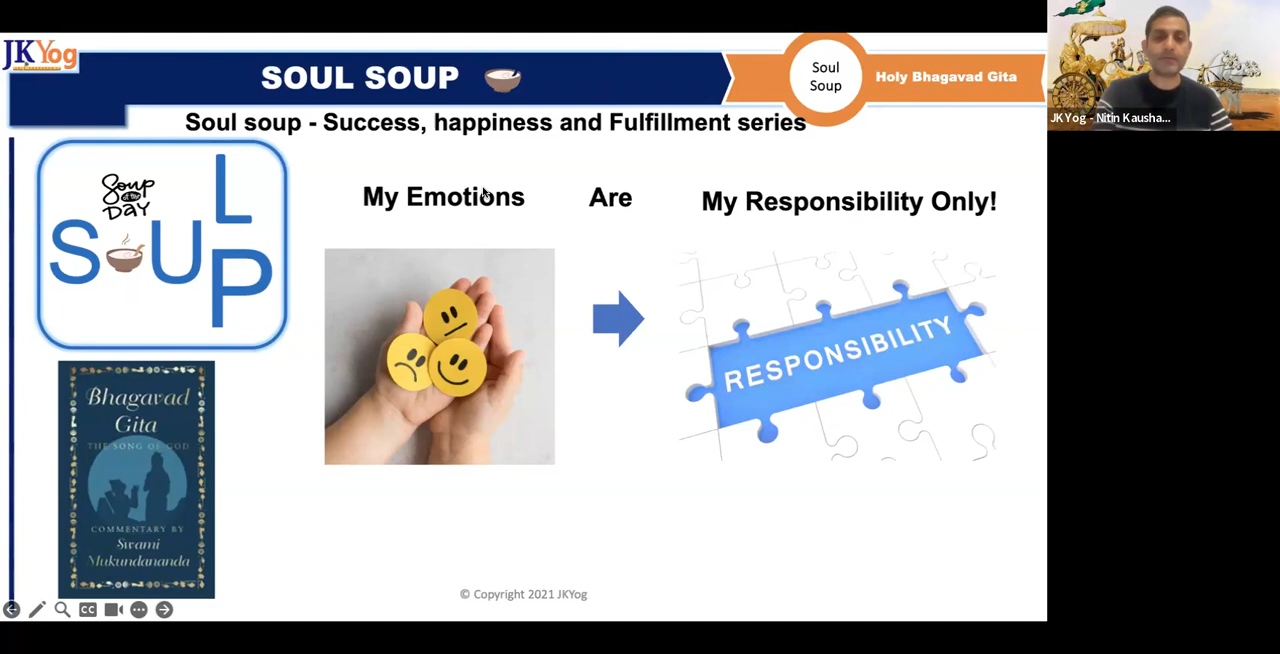 JKYog
SOUL SOUP
Soul
Soup
Holy Bhagavad Gita
Soul soup - Success, happiness and Fulfillment series
JKYog - Nitin Kausha...
Soup
of the
DAY
L
S U
P
My Emotions Are My Responsibility Only!
RESPONSIBILITY
Bhagavad
Gita
THE SONG OF GOD
COMMENTARY BY
Swami
Mukundananda
© Copyright 2021 JKYog
CC